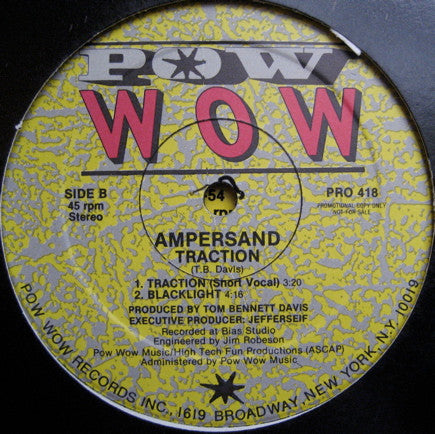 POW
WOW
SIDE B
45 rpm
Stereo
54
rpm
PRO 418
PROMOTIONAL COPY ONLY
NOT FOR SALE
AMPERSAND
TRACTION
(T.B. Davis)
1. TRACTION (Short Vocal) 3:20
2. BLACKLIGHT 4:16
PRODUCED BY TOM BENNETT DAVIS
EXECUTIVE PRODUCER: JEFFERSEIF
Recorded at Bias Studio
Engineered by Jim Robeson
Pow Wow Music/High Tech Fun Productions (ASCAP)
Administered by Pow Wow Music
POW WOW RECORDS INC., 1619 BROADWAY, NEW YORK, N.Y. 10019